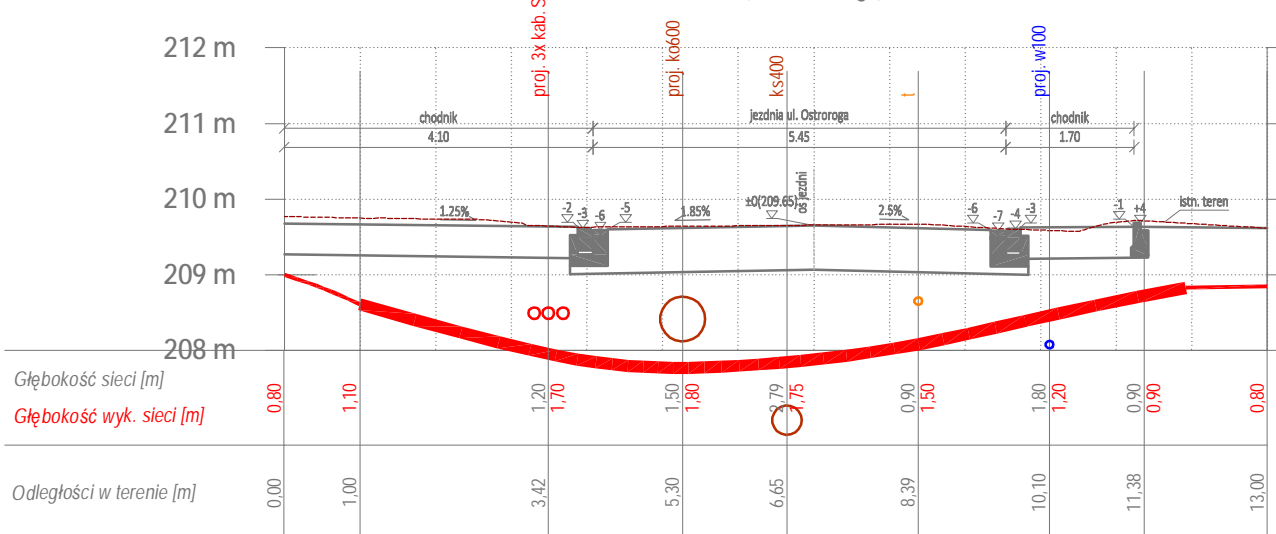 proj. 3x kab.
proj. ko600
ks400
t
proj. w100
212 m
211 m
210 m
209 m
208 m
chodnik
jezdnia ul. Ostroroga
chodnik
4.10
5.45
1.70
1.25%
-2
-3
-6
-5
1.85%
±0(209.65)
oś jezdni
2.5%
-6
-7
-4
-3
-1
+4
istn. teren
Głębokość sieci [m]
1,20
1,50
2,79
0,90
1,80
0,90
Głębokość wyk. sieci [m]
0,80
1,10
1,70
1,80
1,75
1,50
1,20
0,90
0,80
Odległości w terenie [m]
0,00
1,00
3,42
5,30
6,65
8,39
10,10
11,38
13,00